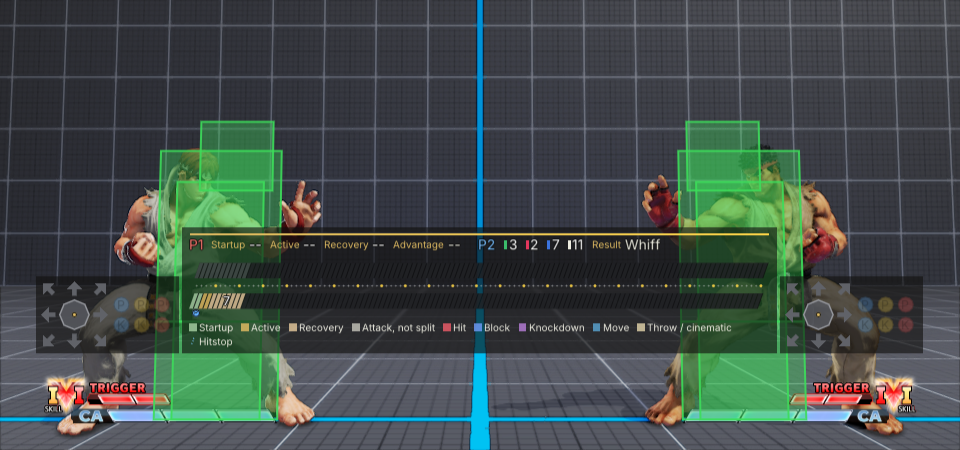 P1 Startup -- Active -- Recovery -- Advantage -- P2 3 2 7 11 Result Whiff
7
P P P P P P
K K K K K K
Startup Active Recovery Attack, not split Hit Block Knockdown Move Throw / cinematic
Hitstop
TRIGGER TRIGGER
SKILL CA CA SKILL